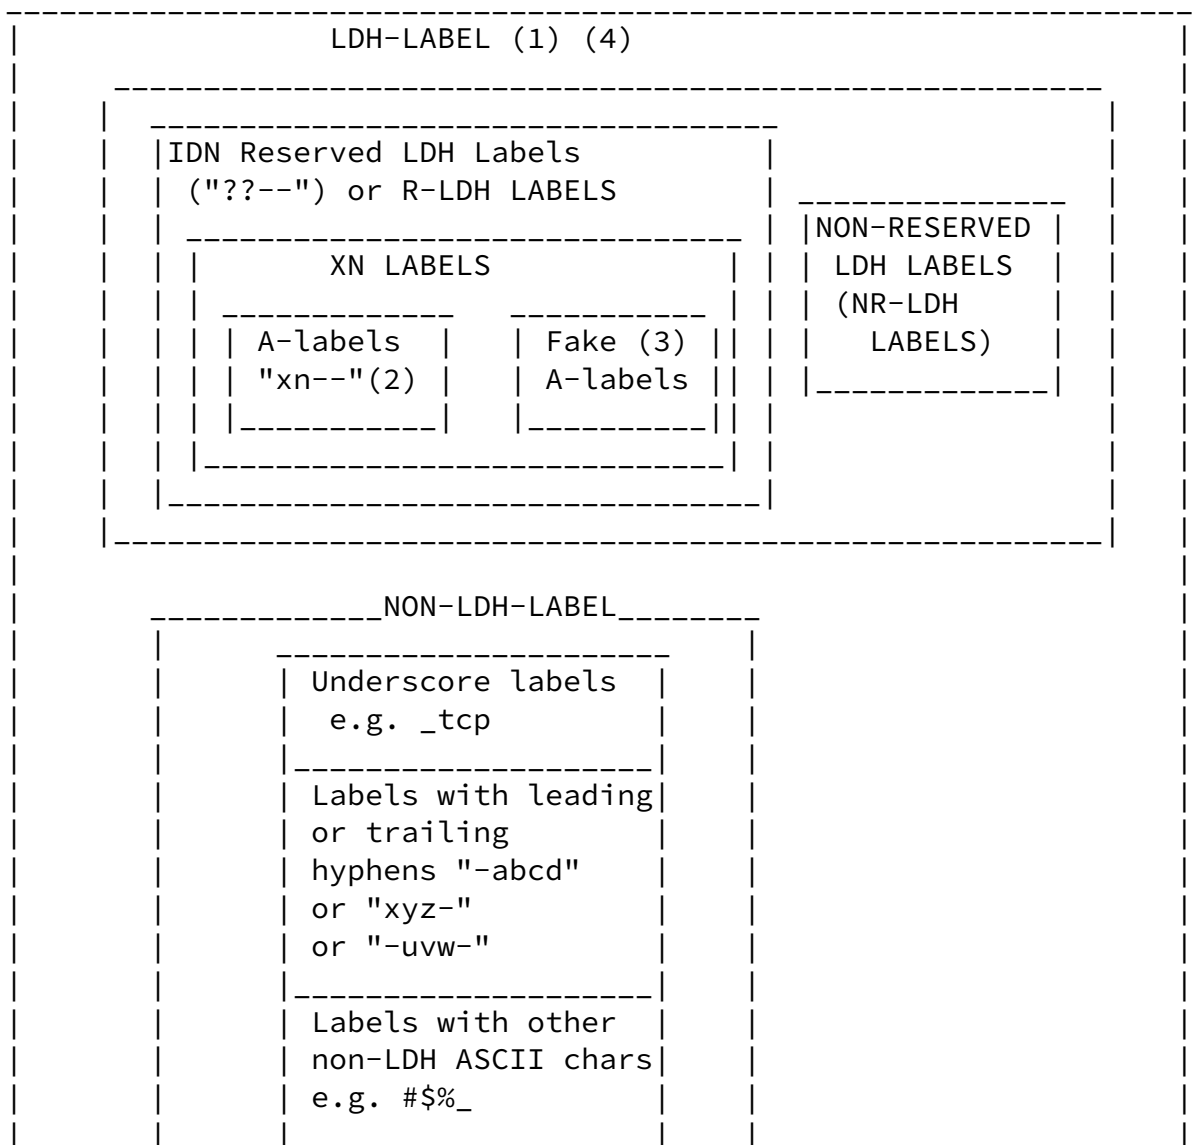 LDH-LABEL (1) (4)
IDN Reserved LDH Labels
("??--") or R-LDH LABELS
NON-RESERVED
XN LABELS LDH LABELS
(NR-LDH
A-labels Fake (3) LABELS)
"xn--"(2) A-labels
NON-LDH-LABEL
Underscore labels
e.g. _tcp
Labels with leading
or trailing
hyphens "-abcd"
or "xyz-"
or "-uvw-"
Labels with other
non-LDH ASCII chars
e.g. #$%_